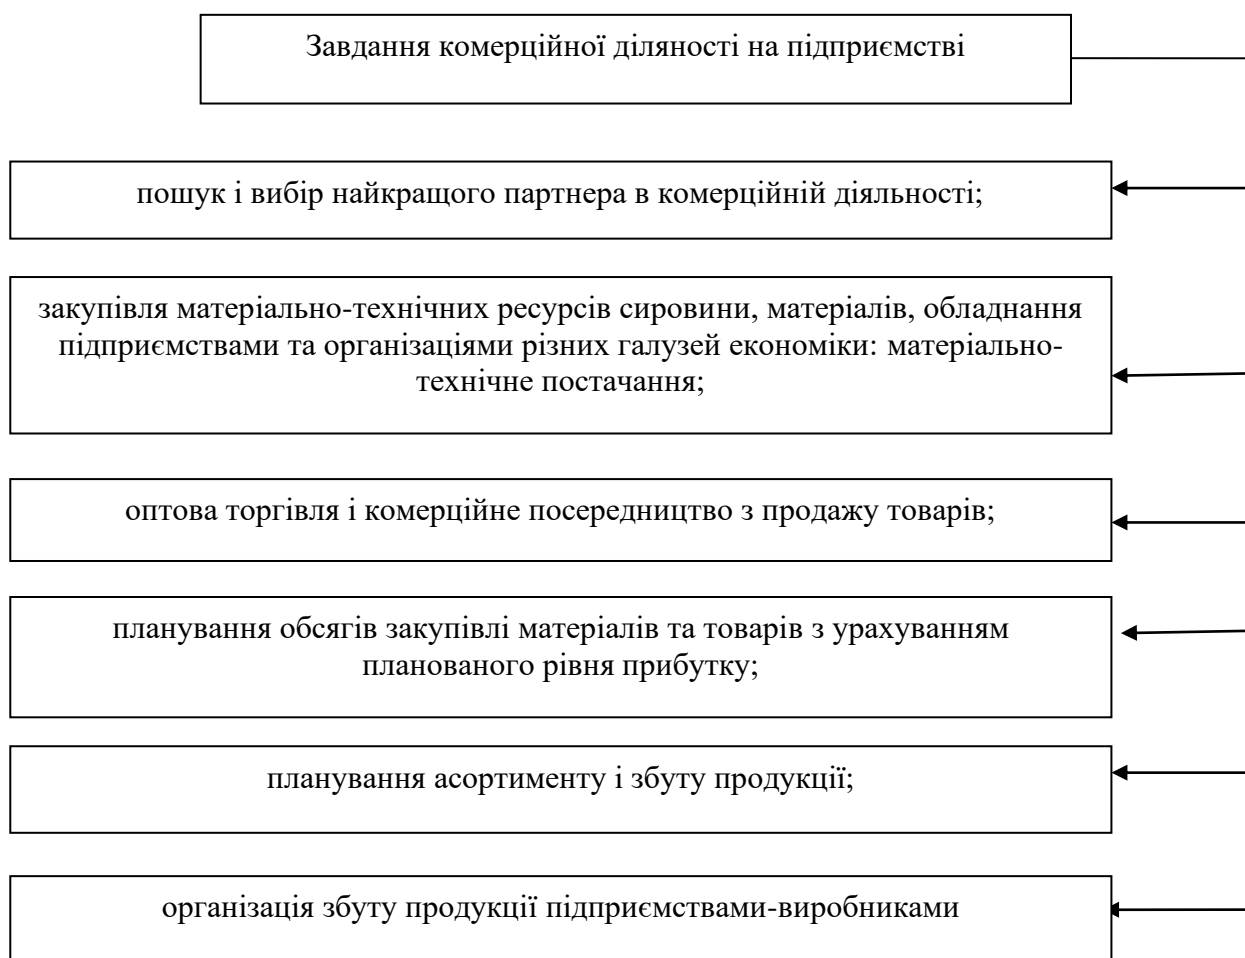 Завдання комерційної діляності на підприємстві
пошук і вибір найкращого партнера в комерційній діяльності;
закупівля матеріально-технічних ресурсів сировини, матеріалів, обладнання
підприємствами та організаціями різних галузей економіки: матеріально-
технічне постачання;
оптова торгівля і комерційне посередництво з продажу товарів;
планування обсягів закупівлі матеріалів та товарів з урахуванням
планованого рівня прибутку;
планування асортименту і збуту продукції;
організація збуту продукції підприємствами-виробниками